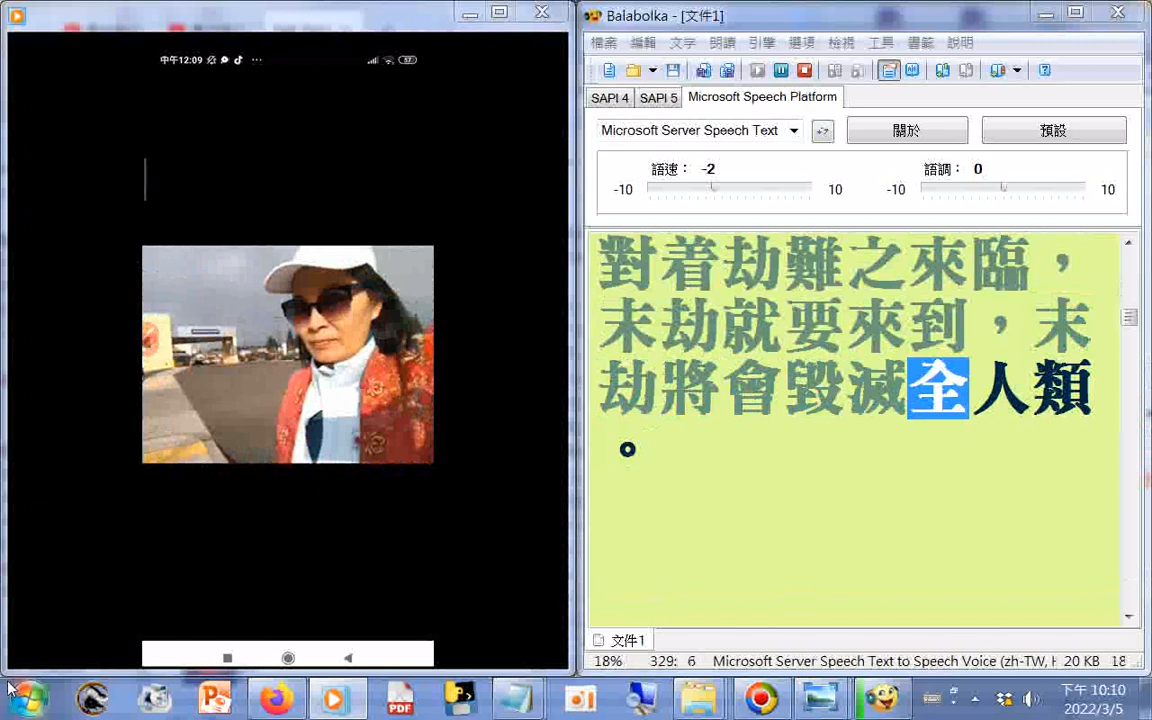 中午12:09
57
Balabolka - [文件1]
檔案 編輯 文字 朗讀 引擎 選項 檢視 工具 書籤 說明
SAPI 4 SAPI 5 Microsoft Speech Platform
Microsoft Server Speech Text 關於 預設
語速： -2 語調： 0
-10 10 -10 10
對着劫難之來臨，
末劫就要來到，末
劫將會毀滅全人類
。
文件1
18% 329: 6 Microsoft Server Speech Text to Speech Voice (zh-TW, H 20 KB 18
PDF
下午 10:10
2022/3/5